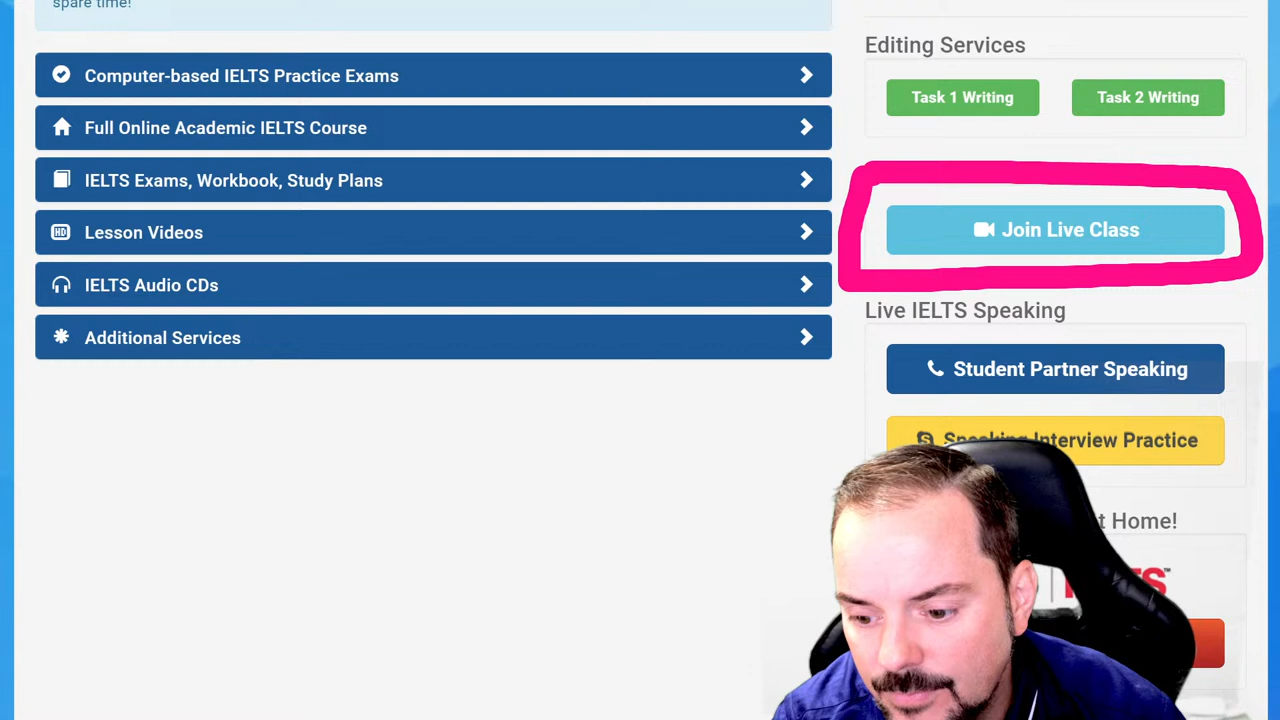 spare time!
Computer-based IELTS Practice Exams
Full Online Academic IELTS Course
IELTS Exams, Workbook, Study Plans
HD Lesson Videos
IELTS Audio CDs
Additional Services
Editing Services
Task 1 Writing
Task 2 Writing
Join Live Class
Live IELTS Speaking
Student Partner Speaking
Speaking Interview Practice
t Home!